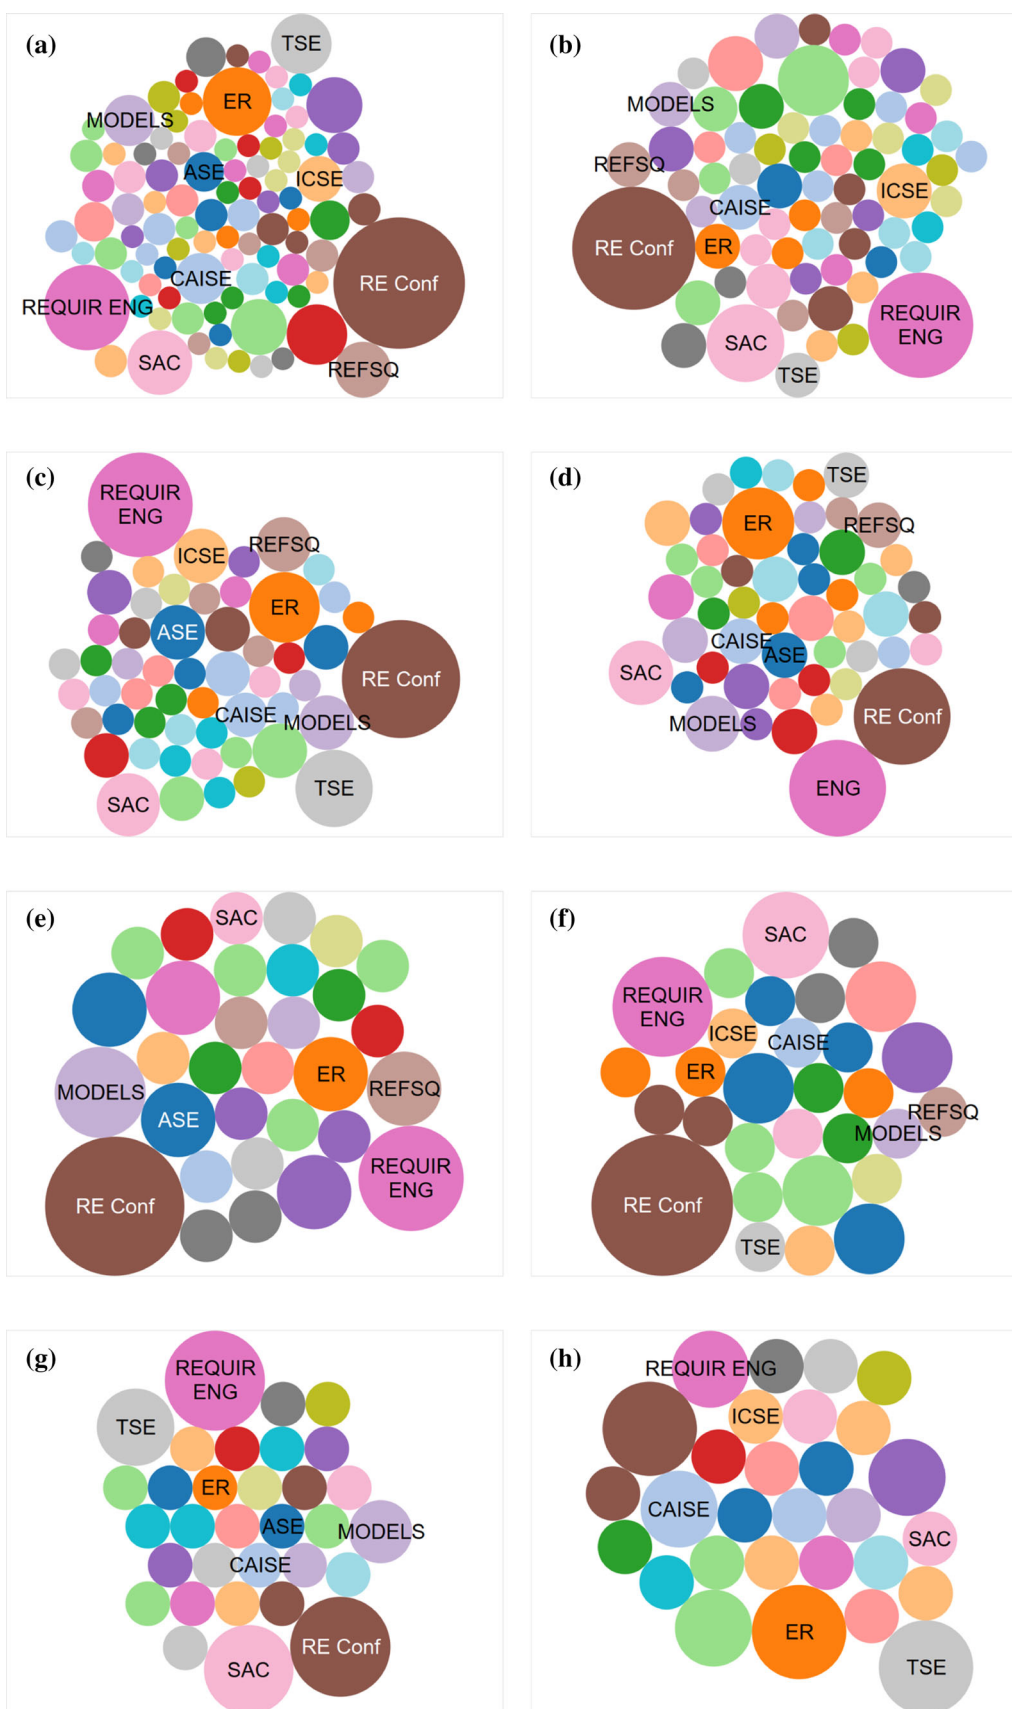 (a)
TSE
ER
MODELS
ASE
ICSE
CAISE
RE Conf
REQUIR ENG
SAC
REFSQ
(b)
MODELS
REFSQ
ICSE
CAISE
RE Conf
ER
REQUIR
ENG
SAC
TSE
(c)
REQUIR
ENG
ICSE
REFSQ
ER
ASE
RE Conf
CAISE
MODELS
TSE
SAC
(d)
TSE
ER
REFSQ
CAISE
ASE
SAC
RE Conf
MODELS
ENG
(e)
SAC
ER
MODELS
REFSQ
ASE
REQUIR
ENG
RE Conf
(f)
SAC
REQUIR
ENG
ICSE
CAISE
ER
REFSQ
MODELS
RE Conf
TSE
(g)
REQUIR
ENG
TSE
ER
ASE
MODELS
CAISE
RE Conf
SAC
(h)
REQUIR ENG
ICSE
CAISE
SAC
ER
TSE